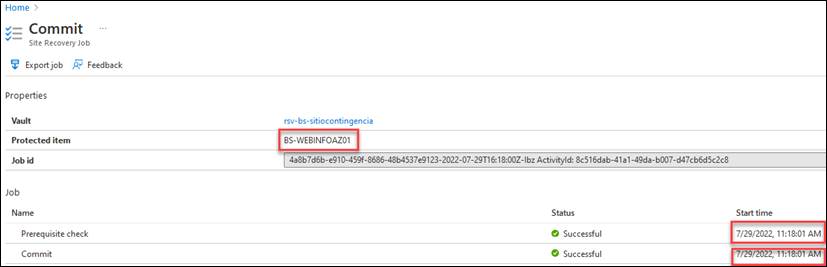 Home
Commit ...
Site Recovery Job
Export job Feedback
Properties
Vault rsv-bs-sitiocontingencia
Protected item BS-WEBINFOAZ01
Job id 4a8b7d6b-e910-459f-8686-48b4537e9123-2022-07-29T16:18:00Z-Ibz ActivityId: 8c516dab-41a1-49da-b007-d47cb6d5c2c8
Job
Name Status Start time
Prerequisite check Successful 7/29/2022, 11:18:01 AM
Commit Successful 7/29/2022, 11:18:01 AM